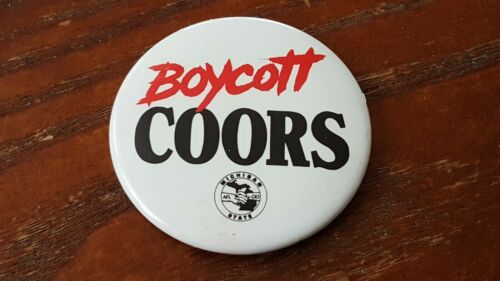 Boycott
COORS
MICHIGAN
AFL CIO
STATE